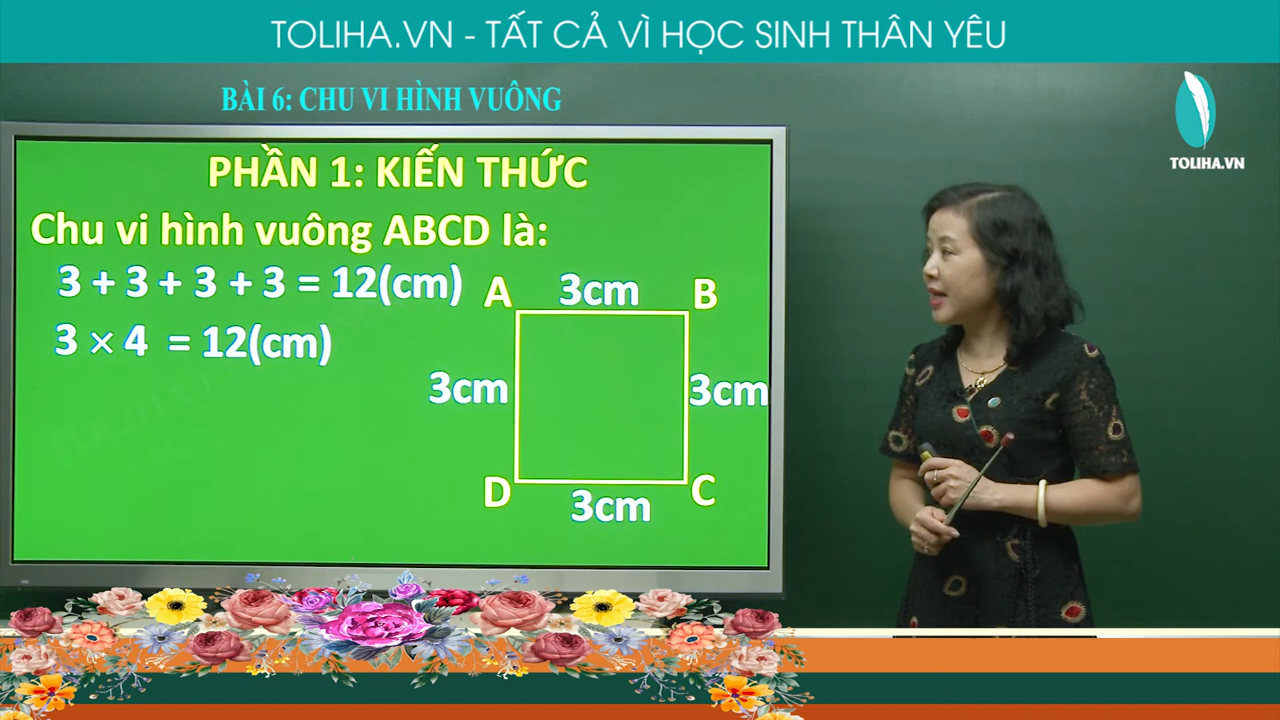 TOLIHA.VN - TẤT CẢ VÌ HỌC SINH THÂN YÊU
BÀI 6: CHU VI HÌNH VUÔNG
TOLIHA.VN
PHẦN 1: KIẾN THỨC
Chu vi hình vuông ABCD là:
3 + 3 + 3 + 3 = 12(cm)
3 × 4 = 12(cm)
A 3cm B
3cm 3cm
D 3cm C